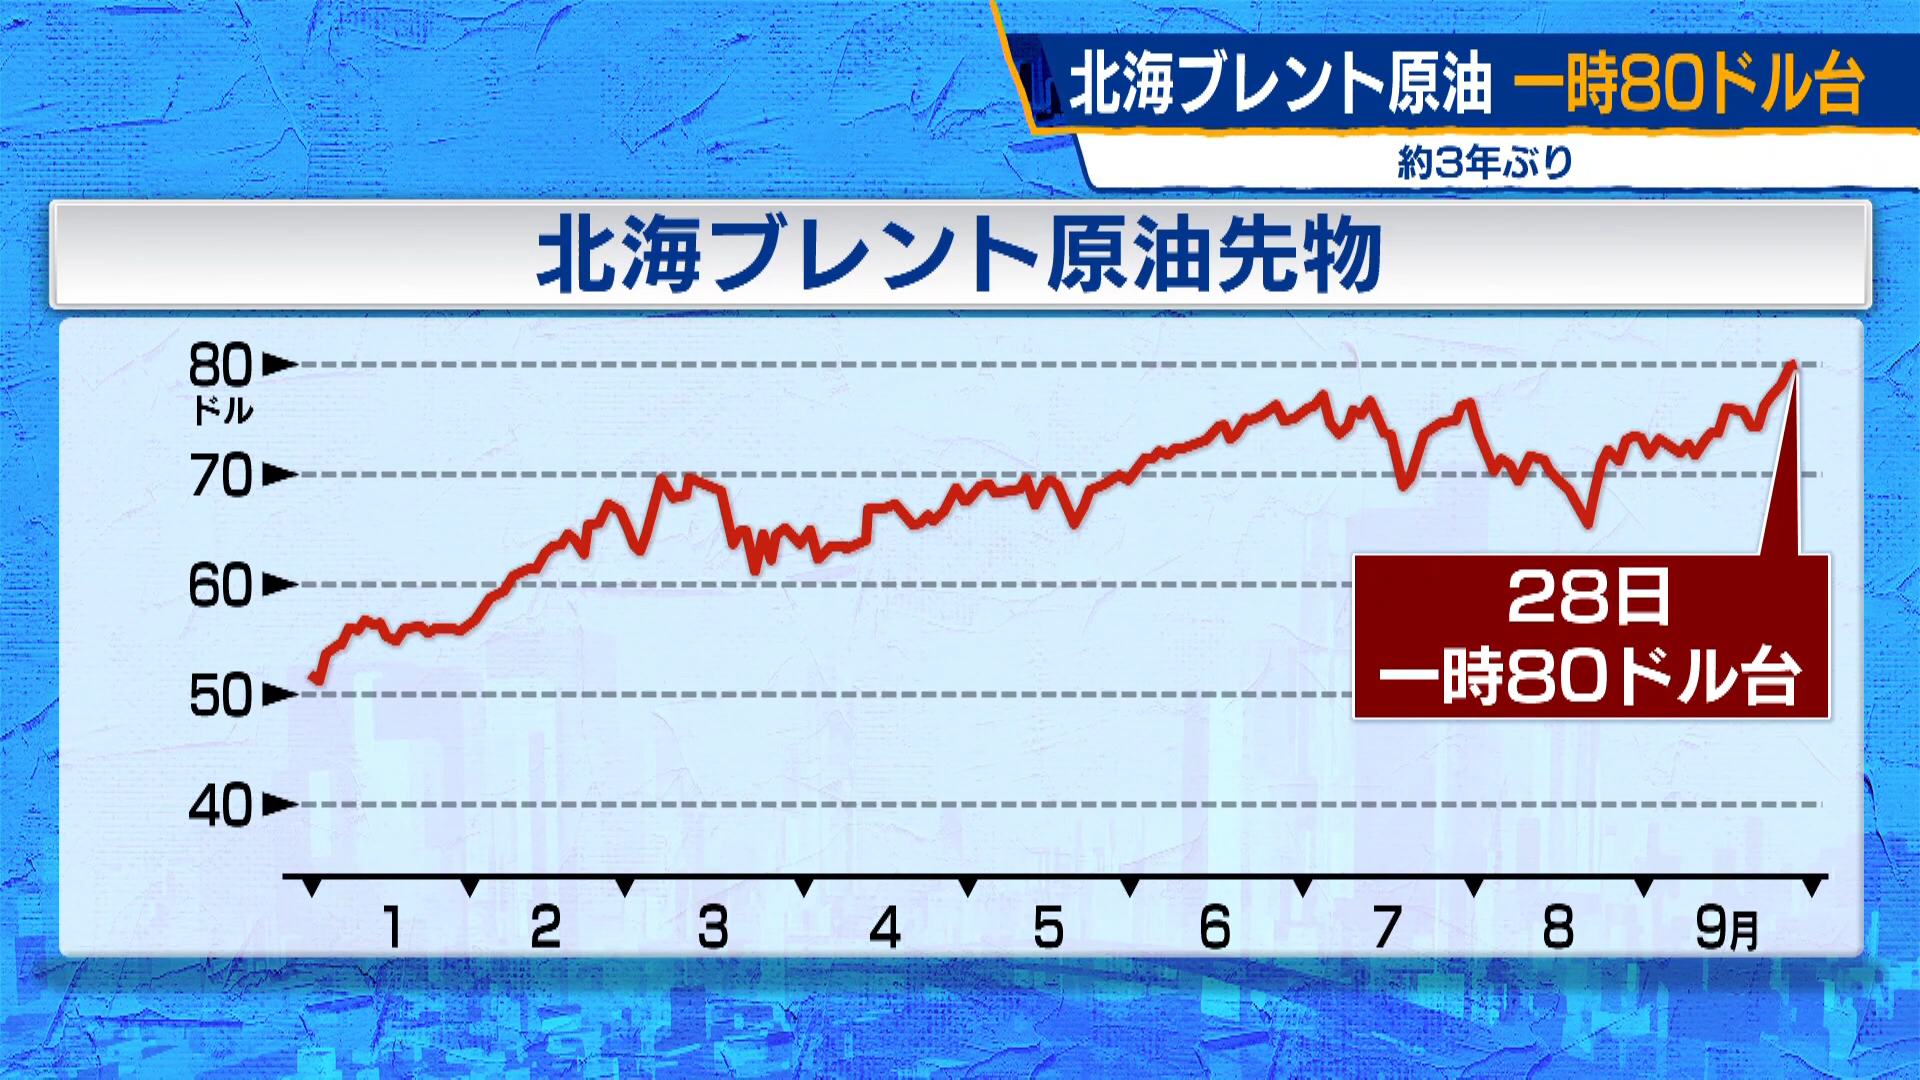 北海ブレント原油 一時80ドル台
約3年ぶり
北海ブレント原油先物
80
ドル
70
60
50
40
28日
一時80ドル台
1 2 3 4 5 6 7 8 9月